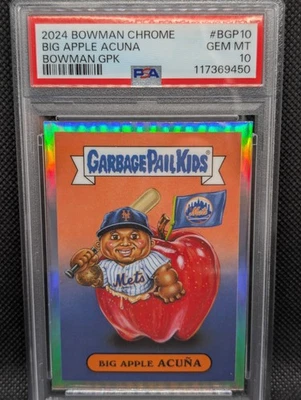 2024 BOWMAN CHROME #BGP10
BIG APPLE ACUNA GEM MT
BOWMAN GPK 10
PSA 117369450
GARBAGE PAIL KIDS
Mets
Mets
BIG APPLE ACUÑA